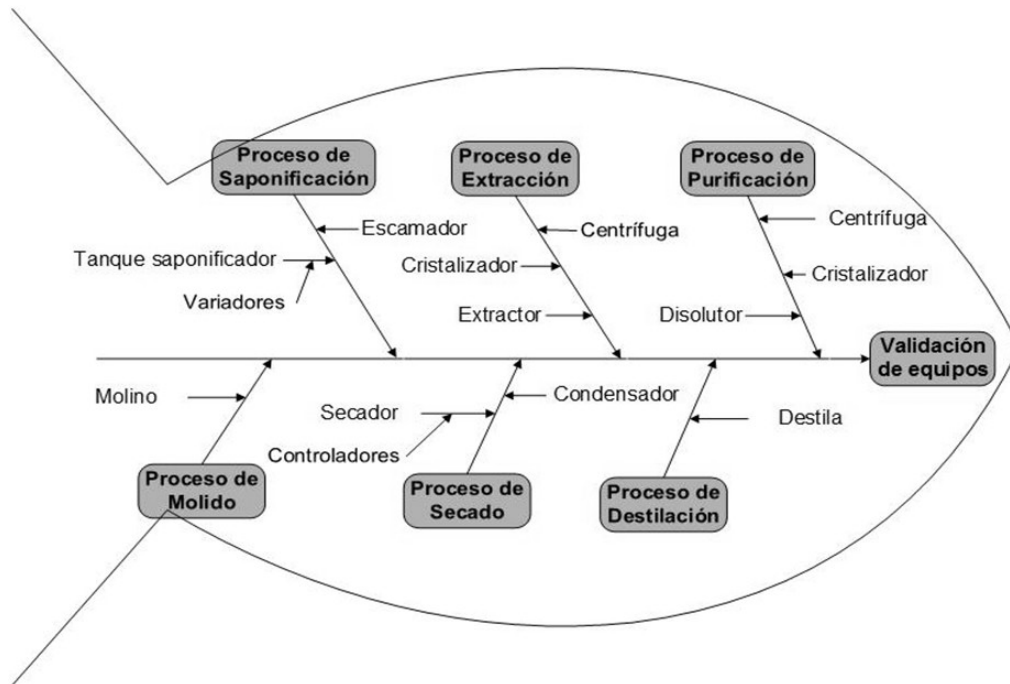 Proceso de
Saponificación
Proceso de
Extracción
Proceso de
Purificación
Escamador
Tanque saponificador
Variadores
Centrífuga
Cristalizador
Extractor
Centrífuga
Cristalizador
Disolutor
Validación
de equipos
Molino
Proceso de
Molido
Condensador
Secador
Controladores
Proceso de
Secado
Destila
Proceso de
Destilación